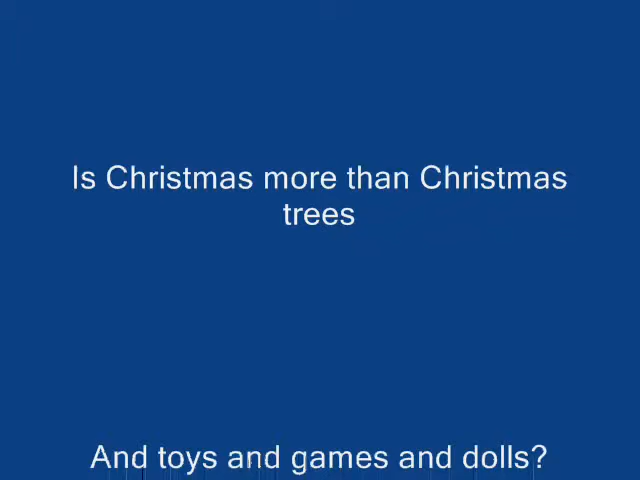 Is Christmas more than Christmas
trees
And toys and games and dolls?